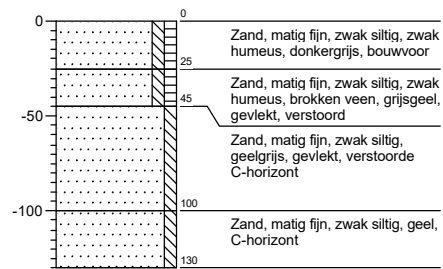 0
0
Zand, matig fijn, zwak siltig, zwak
humeus, donkergrijs, bouwvoor
25
Zand, matig fijn, zwak siltig, zwak
humeus, brokken veen, grijsgeel,
gevlekt, verstoord
45
-50
Zand, matig fijn, zwak siltig,
geelgrijs, gevlekt, verstoorde
C-horizont
100
-100
Zand, matig fijn, zwak siltig, geel,
C-horizont
130